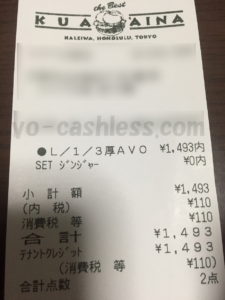 the Best
KUA AINA
HALEIWA, HONOLULU, TOKYO
vo-cashless.com
●L/1/3厚AVO ¥1,493内
SET ジンジャー ¥0内
小計額 ¥1,493
(内税) ¥110
消費税等 ¥110
合計 ¥1,493
テナントクレジット ¥1,493
(消費税等 ¥110)
合計点数 2点